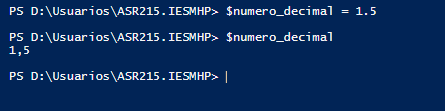 PS D:\Usuarios\ASR215.IESMHP> $numero_decimal = 1.5
PS D:\Usuarios\ASR215.IESMHP> $numero_decimal
1,5
PS D:\Usuarios\ASR215.IESMHP>